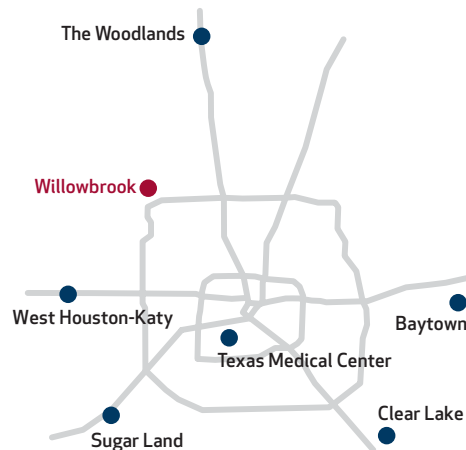 The Woodlands
Willowbrook
West Houston-Katy
Baytown
Texas Medical Center
Clear Lake
Sugar Land